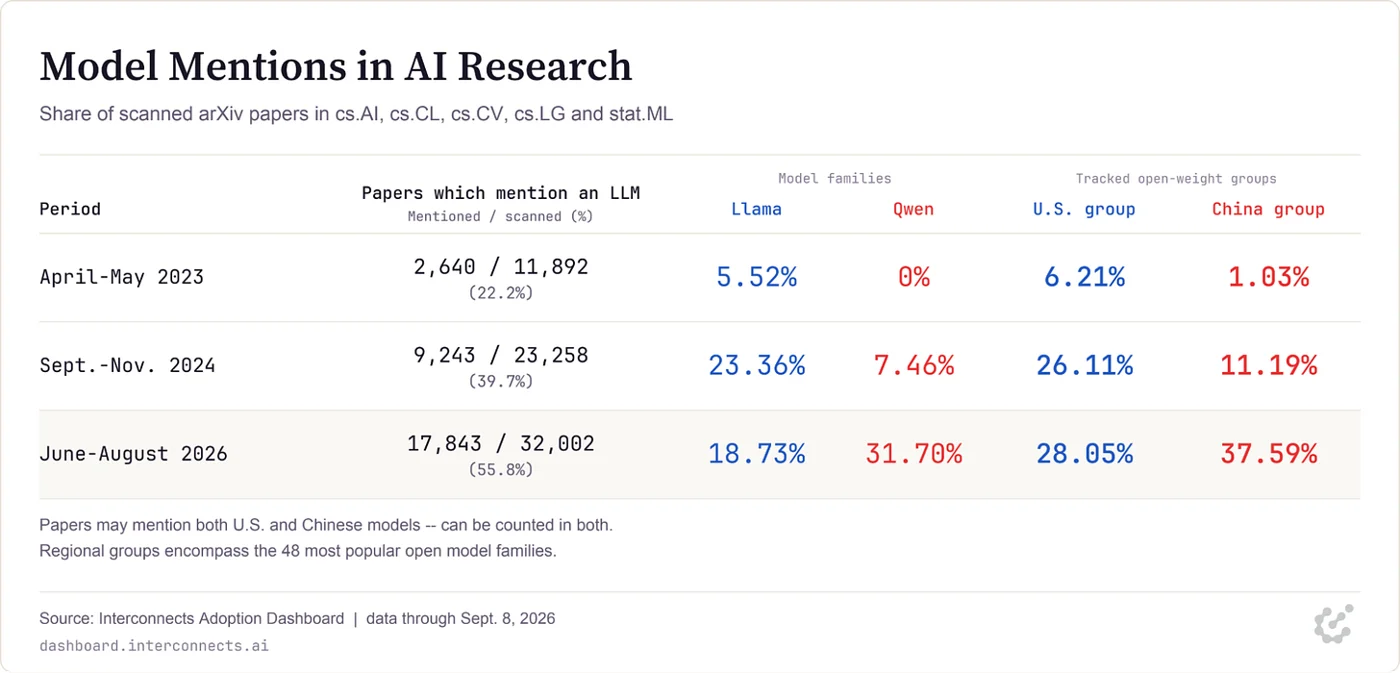 Model Mentions in AI Research
Share of scanned arXiv papers in cs.AI, cs.CL, cs.CV, cs.LG and stat.ML
Model families Tracked open-weight groups
Period Papers which mention an LLM Llama Qwen U.S. group China group
Mentioned / scanned (%)
April-May 2023 2,640 / 11,892 5.52% 0% 6.21% 1.03%
(22.2%)
Sept.-Nov. 2024 9,243 / 23,258 23.36% 7.46% 26.11% 11.19%
(39.7%)
June-August 2026 17,843 / 32,002 18.73% 31.70% 28.05% 37.59%
(55.8%)
Papers may mention both U.S. and Chinese models -- can be counted in both.
Regional groups encompass the 48 most popular open model families.
Source: Interconnects Adoption Dashboard | data through Sept. 8, 2026
dashboard.interconnects.ai